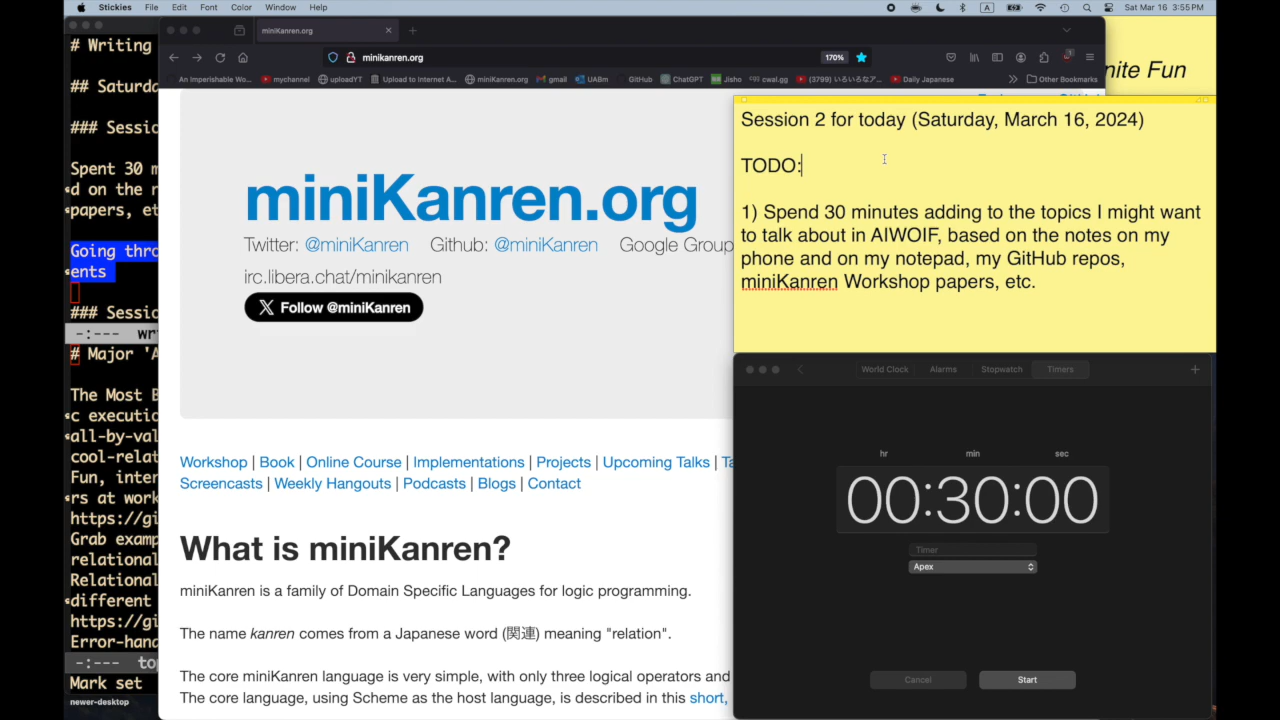 Stickies File Edit Font Color Window Help
A Sat Mar 16 3:55 PM
# Writing
## Saturda
### Sessio
Spent 30 m
d on the n
papers, et
Going thro
ents
### Sessio
-:--- wr
# Major 'A
The Most B
c executio
all-by-val
cool-relat
Fun, inter
rs at work
https://gi
Grab examp
relational
Relational
different
https://gi
Error-hand
-:--- top
Mark set
newer-desktop
miniKanren.org
minikanren.org
170%
An Imperishable Wo... mychannel uploadYT Upload to Internet A... miniKanren.org gmail UABm GitHub ChatGPT Jisho cwal.gg (3799) いろいろなア... Daily Japanese Other Bookmarks
miniKanren.org
Twitter: @miniKanren Github: @miniKanren Google Group
irc.libera.chat/minikanren
Follow @miniKanren
Workshop | Book | Online Course | Implementations | Projects | Upcoming Talks | Ta
Screencasts | Weekly Hangouts | Podcasts | Blogs | Contact
What is miniKanren?
miniKanren is a family of Domain Specific Languages for logic programming.
The name kanren comes from a Japanese word (関連) meaning "relation".
The core miniKanren language is very simple, with only three logical operators and
The core language, using Scheme as the host language, is described in this short,
nite Fun
Session 2 for today (Saturday, March 16, 2024)
TODO:
1) Spend 30 minutes adding to the topics I might want
to talk about in AIWOIF, based on the notes on my
phone and on my notepad, my GitHub repos,
miniKanren Workshop papers, etc.
World Clock Alarms Stopwatch Timers
hr min sec
00:30:00
Timer
Apex
Cancel Start